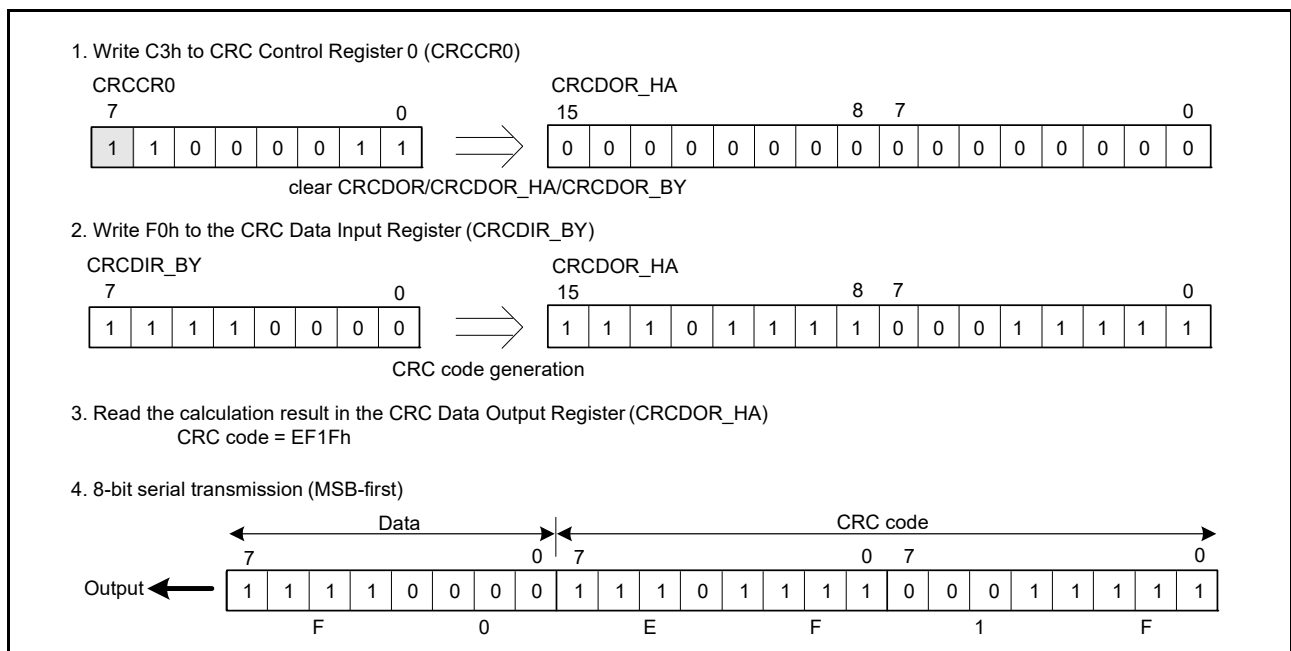 1. Write C3h to CRC Control Register 0 (CRCCR0)
CRCCR0 CRCDOR_HA
7 0 15 8 7 0
1 1 0 0 0 0 1 1 0 0 0 0 0 0 0 0 0 0 0 0 0 0 0 0
clear CRCDOR/CRCDOR_HA/CRCDOR_BY
2. Write F0h to the CRC Data Input Register (CRCDIR_BY)
CRCDIR_BY CRCDOR_HA
7 0 15 8 7 0
1 1 1 1 0 0 0 0 1 1 1 0 1 1 1 1 0 0 0 1 1 1 1 1
CRC code generation
3. Read the calculation result in the CRC Data Output Register (CRCDOR_HA)
CRC code = EF1Fh
4. 8-bit serial transmission (MSB-first)
Data CRC code
7 0 7 0 7 0
Output 1 1 1 1 0 0 0 0 1 1 1 0 1 1 1 1 0 0 0 1 1 1 1 1
F 0 E F 1 F